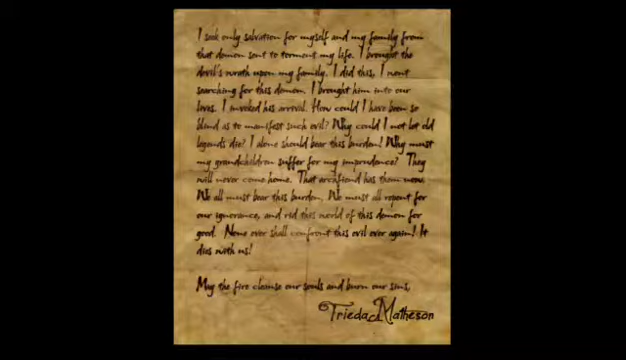 I seek only salvation for myself and my family from
that demon sent to torment my life. I brought the
devil's wrath upon my family. I did this, I went
searching for this demon. I brought him into our
lives. I invoked his arrival. How could I have been so
blind as to manifest such evil? Why could I not let old
legends die? I alone should bear this burden! Why must
my grandchildren suffer for my imprudence? They
will never come home. That archfiend has them now.
We all must bear this burden. We must all repent for
our ignorance, and rid this world of this demon for
good. None ever shall confront this evil ever again! It
dies with us!
May the fire cleanse our souls and burn our sins,
Trieda Matheson